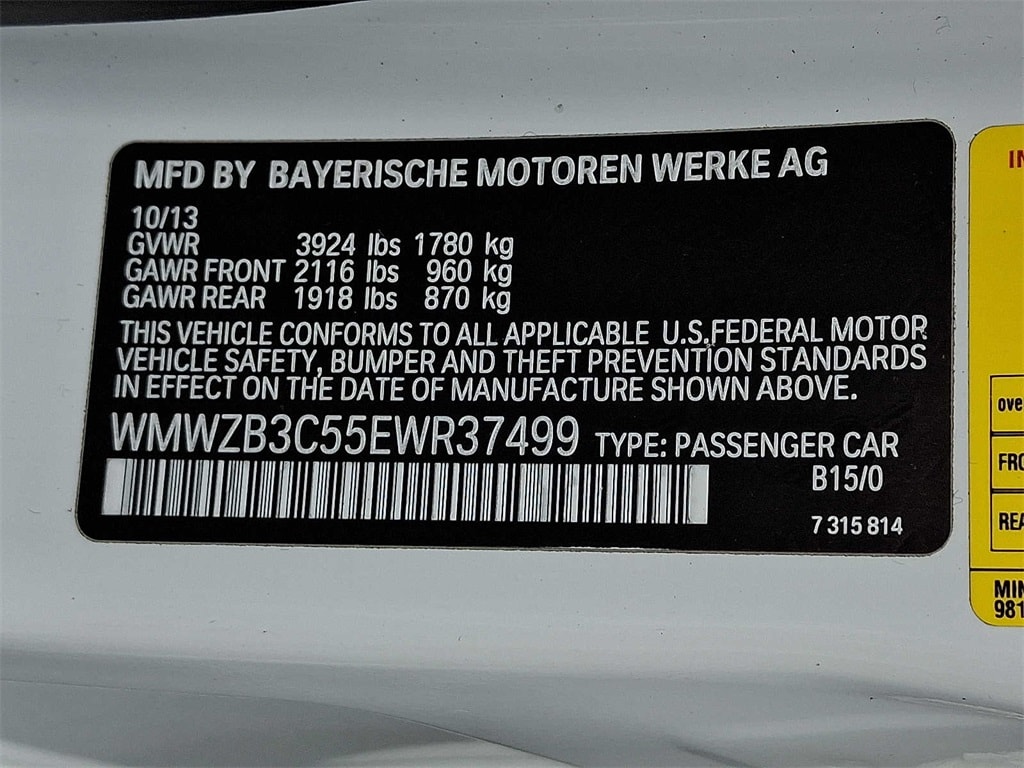 MFD BY BAYERISCHE MOTOREN WERKE AG
10/13
GVWR 3924 lbs 1780 kg
GAWR FRONT 2116 lbs 960 kg
GAWR REAR 1918 lbs 870 kg
THIS VEHICLE CONFORMS TO ALL APPLICABLE U.S.FEDERAL MOTOR
VEHICLE SAFETY, BUMPER AND THEFT PREVENTION STANDARDS
IN EFFECT ON THE DATE OF MANUFACTURE SHOWN ABOVE.
WMWZB3C55EWR37499 TYPE: PASSENGER CAR
B15/0
7 315 814
MIN
981